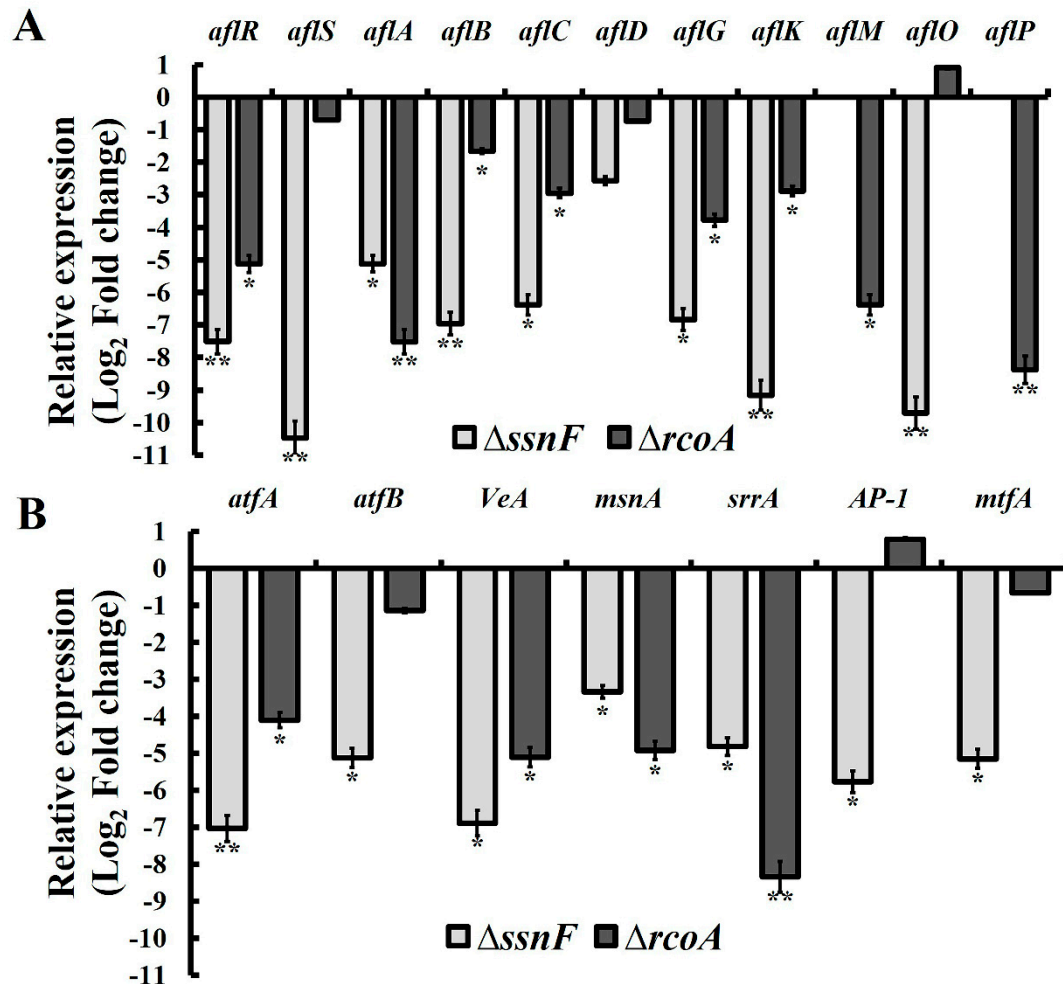 A
aflR aflS aflA aflB aflC aflD aflG aflK aflM aflO aflP
Relative expression
(Log2 Fold change)
1
0
-1
-2
-3
-4
-5
-6
-7
-8
-9
-10
-11
** * ** * ** ** * * * * * ** * * ** **
ΔssnF ΔrcoA
B
atfA atfB VeA msnA srrA AP-1 mtfA
Relative expression
(Log2 Fold change)
1
0
-1
-2
-3
-4
-5
-6
-7
-8
-9
-10
-11
** * * * * * * * ** * *
ΔssnF ΔrcoA